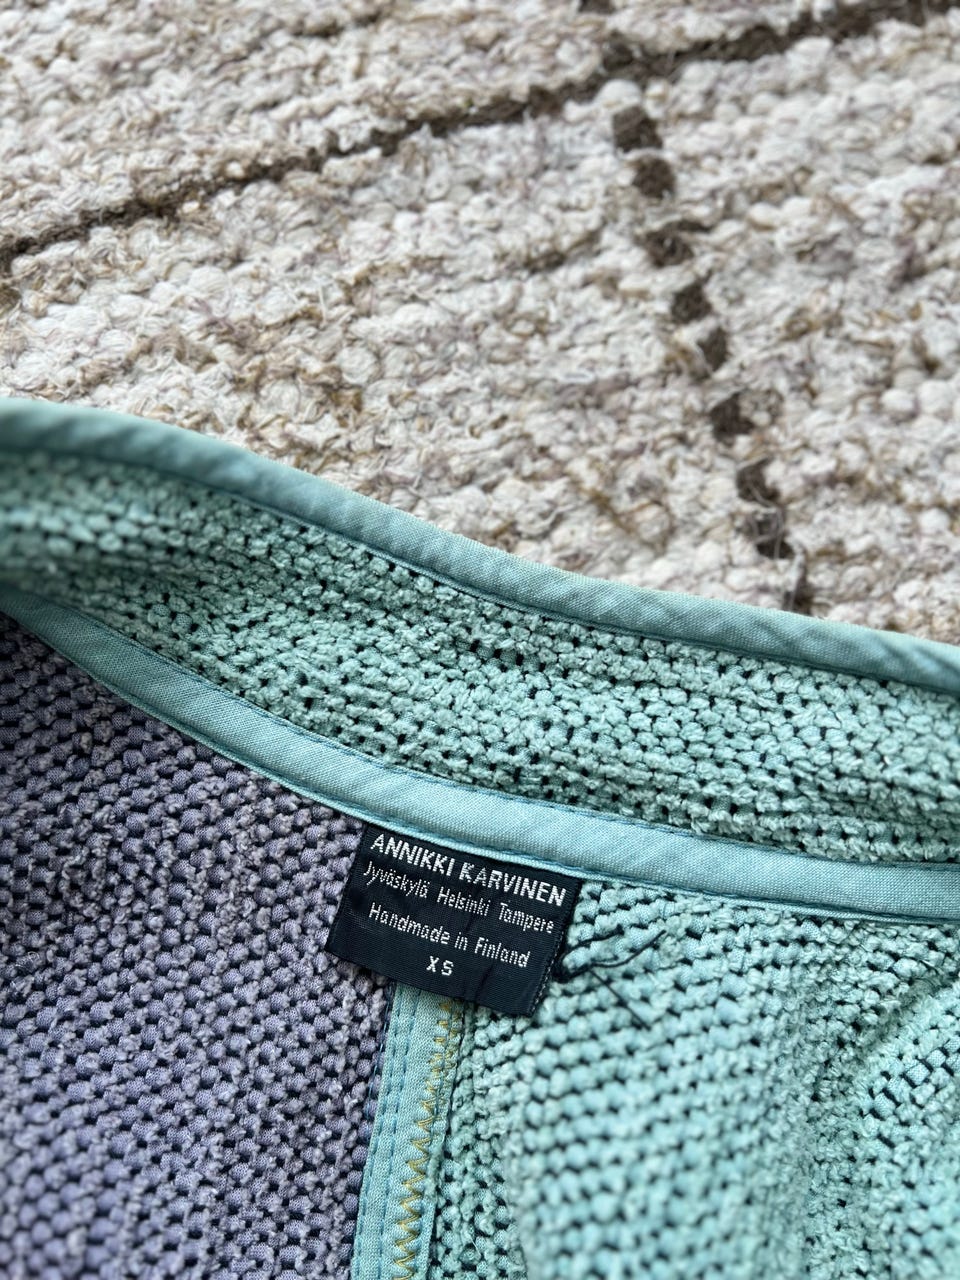 ANNIKKI KARVINEN
Jyväskylä Helsinki Tampere
Handmade in Finland
XS